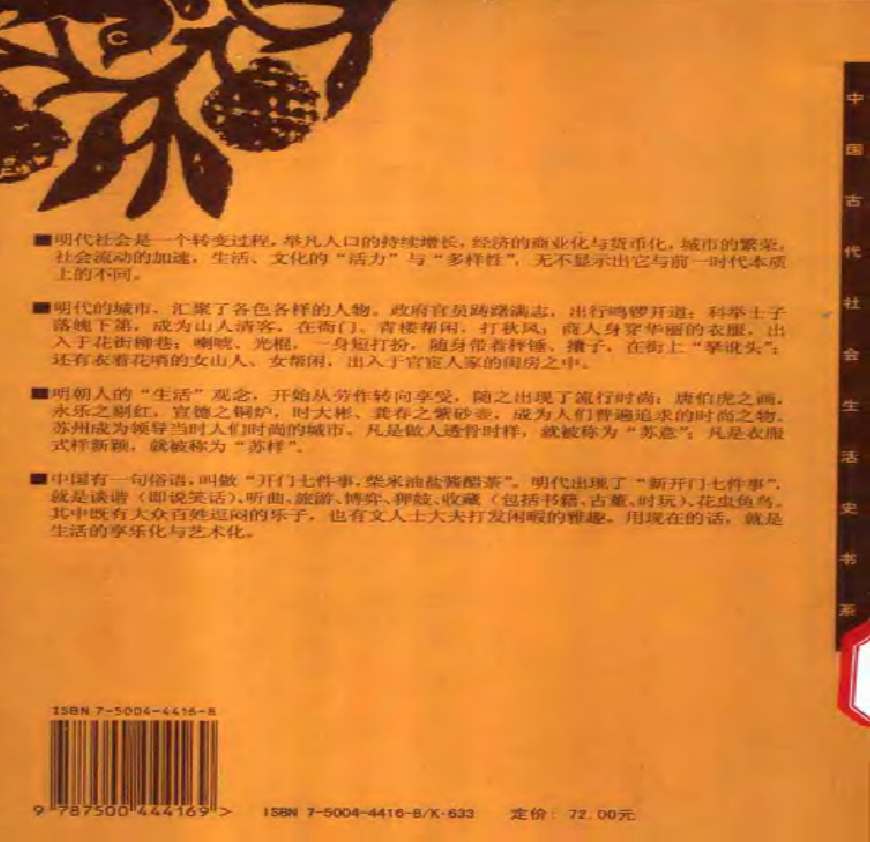 ■明代社会是一个转变过程，举凡人口的持续增长，经济的商业化与货币化，城市的繁荣，
社会流动的加速，生活、文化的“活力”与“多样性”，无不显示出它与前一时代本质
上的不同。
■明代的城市，汇聚了各色各样的人物。政府官员踌躇满志，出行鸣锣开道；科举士子
落魄下第，成为山人清客，在衙门、青楼帮闲，打秋风；商人身穿华丽的衣服，出
入于花街柳巷；喇唬、光棍，一身短打扮，随身带着秤锤、攮子，在街上“拏讹头”；
还有衣着花哨的女山人、女帮闲，出入于官宦人家的闺房之中。
■明朝人的“生活”观念，开始从劳作转向享受，随之出现了流行时尚：唐伯虎之画，
永乐之剔红，宣德之铜炉，时大彬、龚春之紫砂壶，成为人们普遍追求的时尚之物。
苏州成为领导当时人们时尚的城市。凡是做人透骨时样，就被称为“苏意”；凡是衣服
式样新颖，就被称为“苏样”。
■中国有一句俗语，叫做“开门七件事，柴米油盐酱醋茶”。明代出现了“新开门七件事”，
就是谈谐（即说笑话）、听曲、旅游、博弈、狎妓、收藏（包括书籍、古董、时玩）、花虫鱼鸟。
其中既有大众百姓逗闷的乐子，也有文人士大夫打发闲暇的雅趣。用现在的话，就是
生活的享乐化与艺术化。
中国古代社会生活史书系
ISBN 7-5004-4416-8
9 787500 444169 >
ISBN 7-5004-4416-8/K·633 定价：72.00元